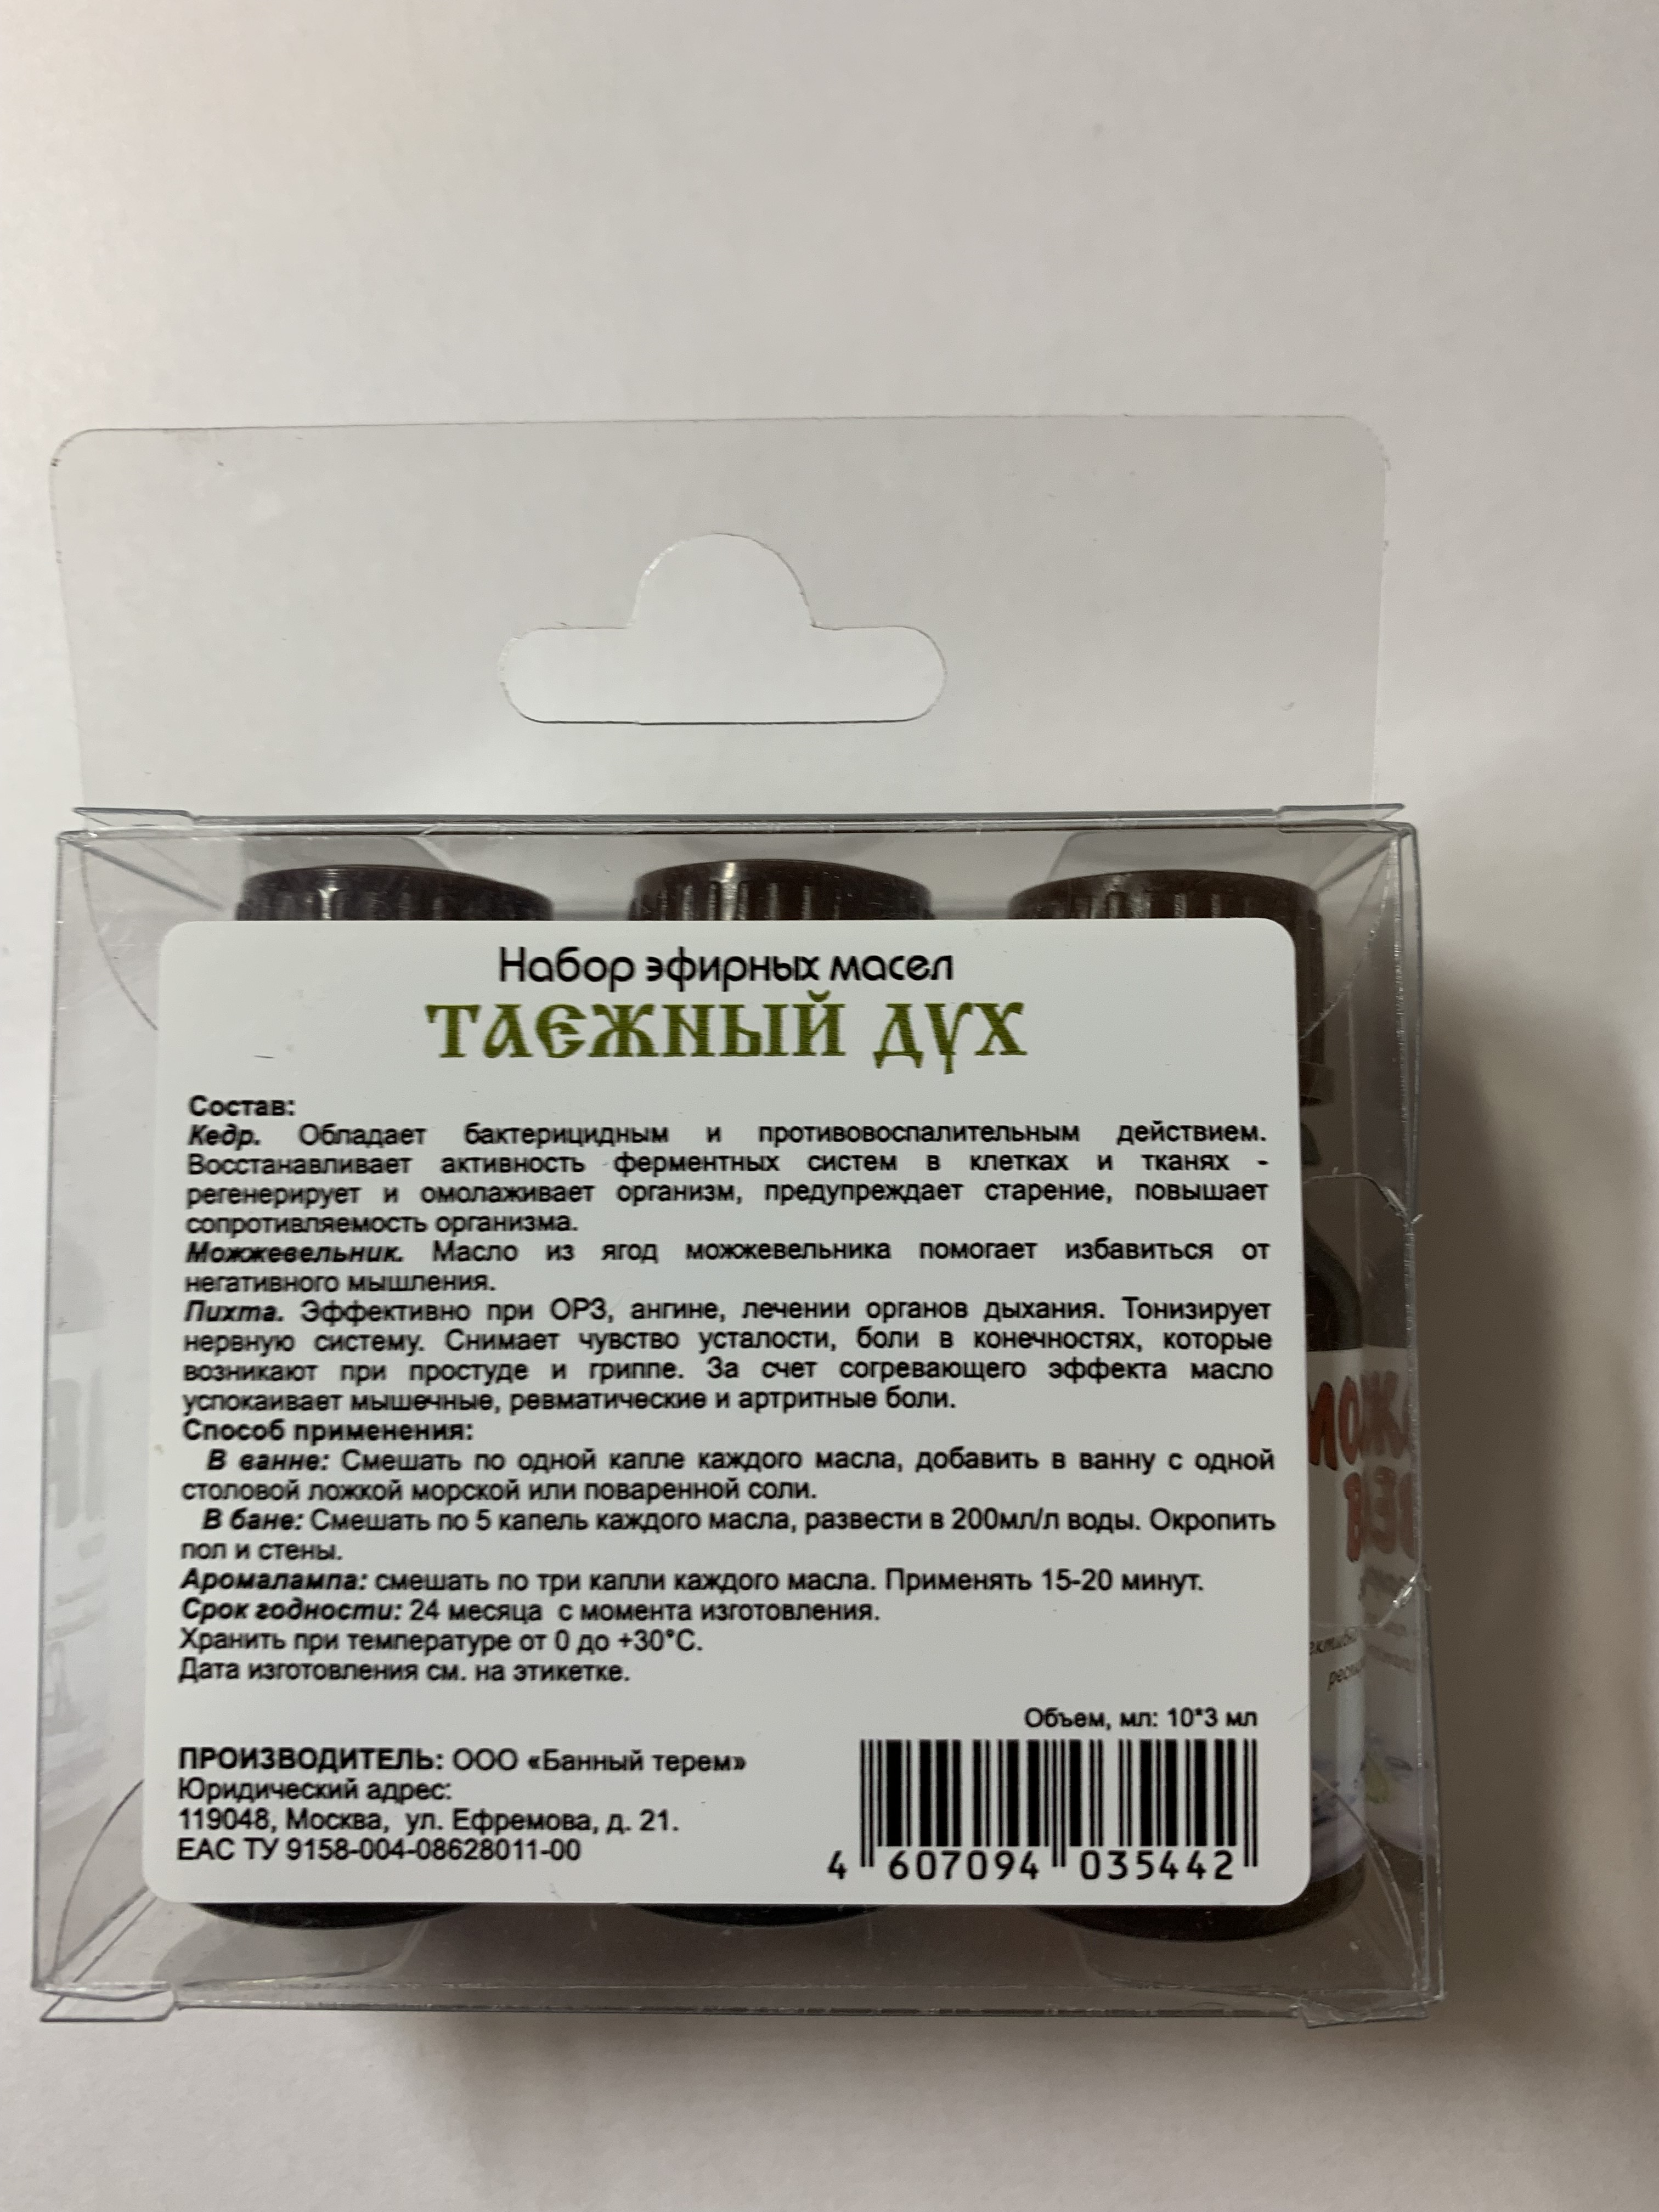 Набор эфирных масел
ТАЕЖНЫЙ ДУХ
Состав:
Кедр. Обладает бактерицидным и противовоспалительным действием.
Восстанавливает активность ферментных систем в клетках и тканях -
регенерирует и омолаживает организм, предупреждает старение, повышает
сопротивляемость организма.
Можжевельник. Масло из ягод можжевельника помогает избавиться от
негативного мышления.
Пихта. Эффективно при ОРЗ, ангине, лечении органов дыхания. Тонизирует
нервную систему. Снимает чувство усталости, боли в конечностях, которые
возникают при простуде и гриппе. За счет согревающего эффекта масло
успокаивает мышечные, ревматические и артритные боли.
Способ применения:
В ванне: Смешать по одной капле каждого масла, добавить в ванну с одной
столовой ложкой морской или поваренной соли.
В бане: Смешать по 5 капель каждого масла, развести в 200мл/л воды. Окропить
пол и стены.
Аромалампа: смешать по три капли каждого масла. Применять 15-20 минут.
Срок годности: 24 месяца с момента изготовления.
Хранить при температуре от 0 до +30°С.
Дата изготовления см. на этикетке.
Объем, мл: 10*3 мл
ПРОИЗВОДИТЕЛЬ: ООО «Банный терем»
Юридический адрес:
119048, Москва, ул. Ефремова, д. 21.
ЕАС ТУ 9158-004-08628011-00
4 607094 035442